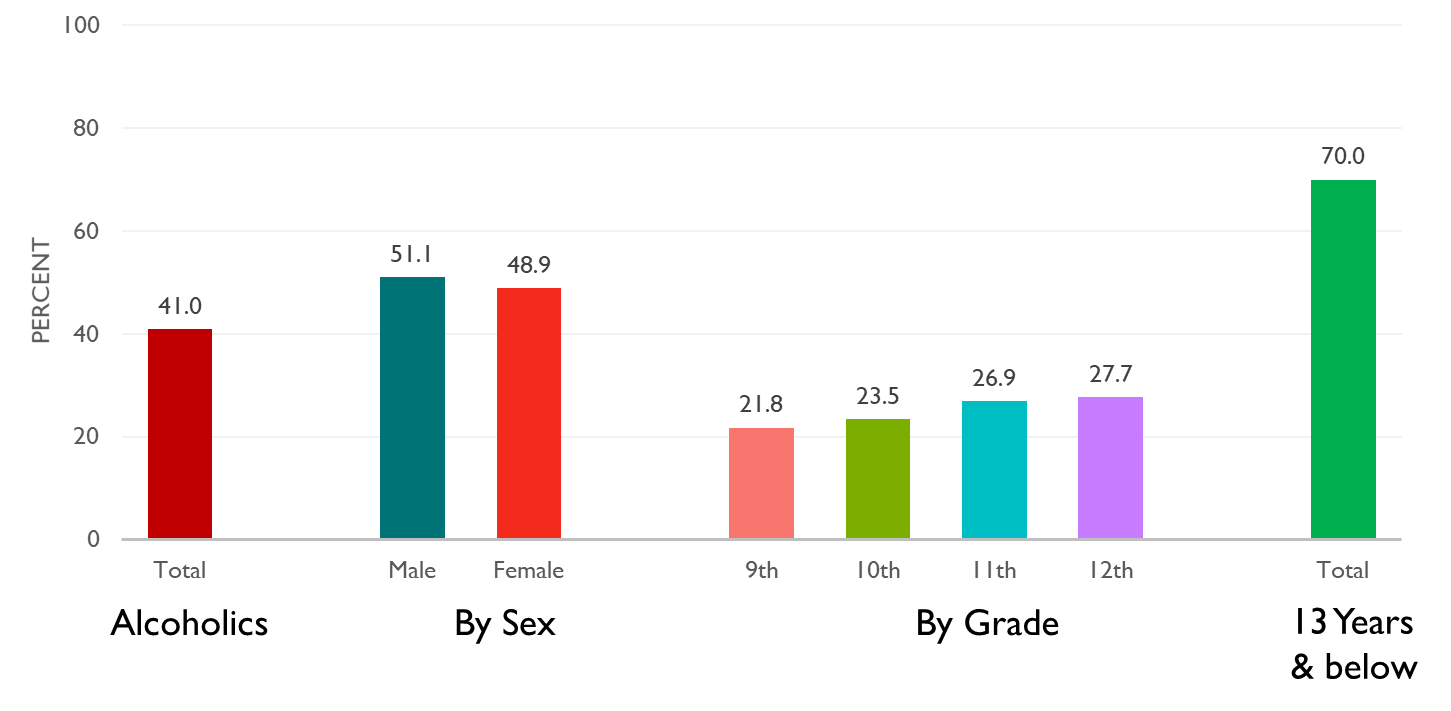 100
80
60
40
20
0
PERCENT
41.0
51.1
48.9
21.8
23.5
26.9
27.7
70.0
Total
Male
Female
9th
10th
11th
12th
Total
Alcoholics
By Sex
By Grade
13 Years
& below